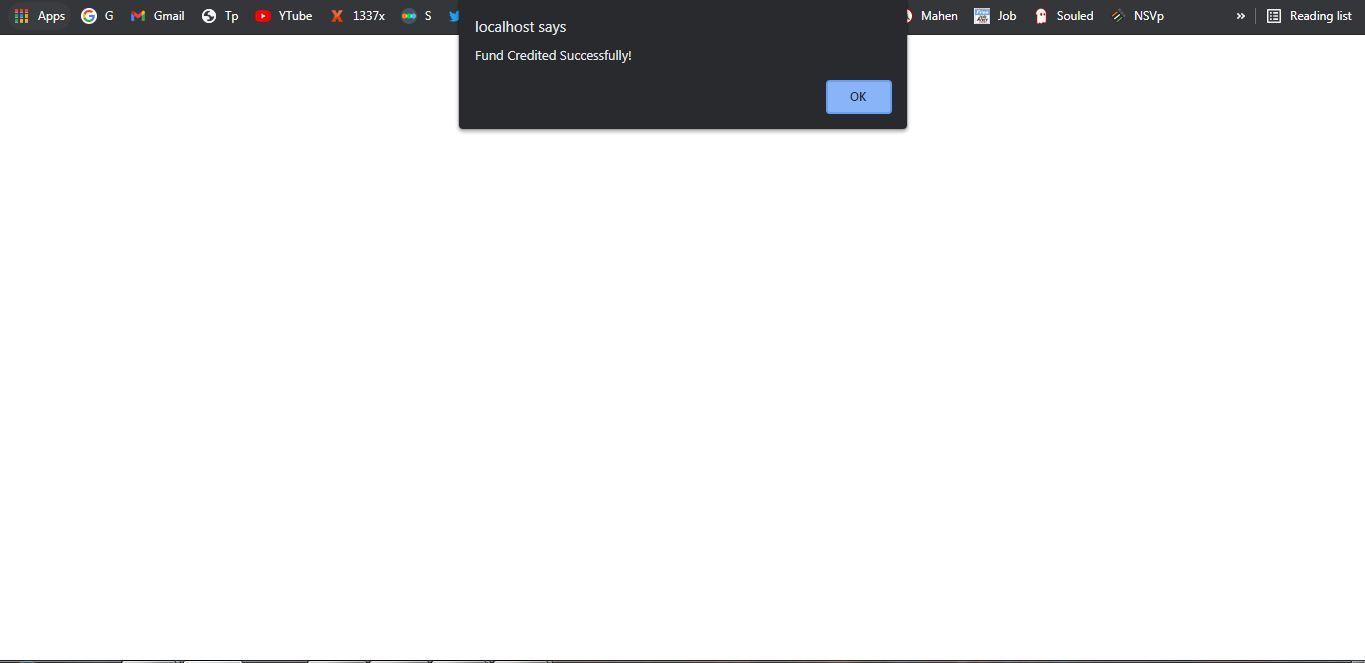 Apps G Gmail Tp YTube 1337x S Mahen Job Souled NSVp » Reading list
localhost says
Fund Credited Successfully!
OK